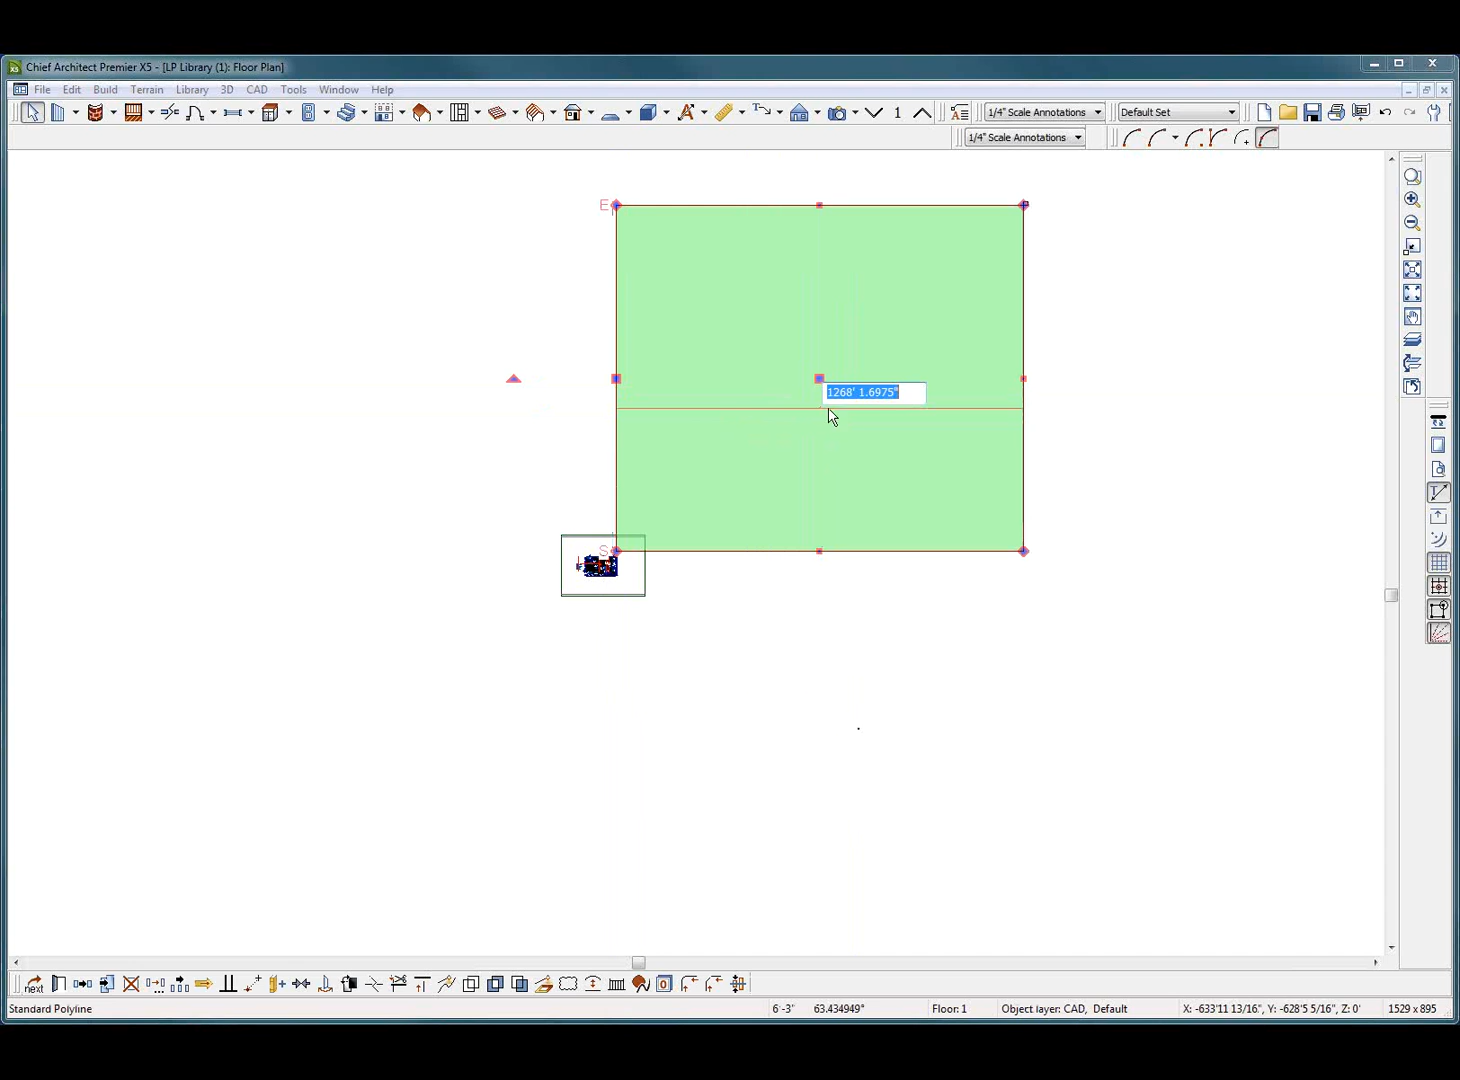 Chief Architect Premier X5 - [LP Library (1): Floor Plan]
File Edit Build Terrain Library 3D CAD Tools Window Help
1 1/4" Scale Annotations Default Set
1/4" Scale Annotations
E
1268' 1.6975"
S
next
Standard Polyline 6'-3" 63.434949° Floor: 1 Object layer: CAD, Default X: -633'11 13/16", Y: -628'5 5/16", Z: 0' 1529 x 895